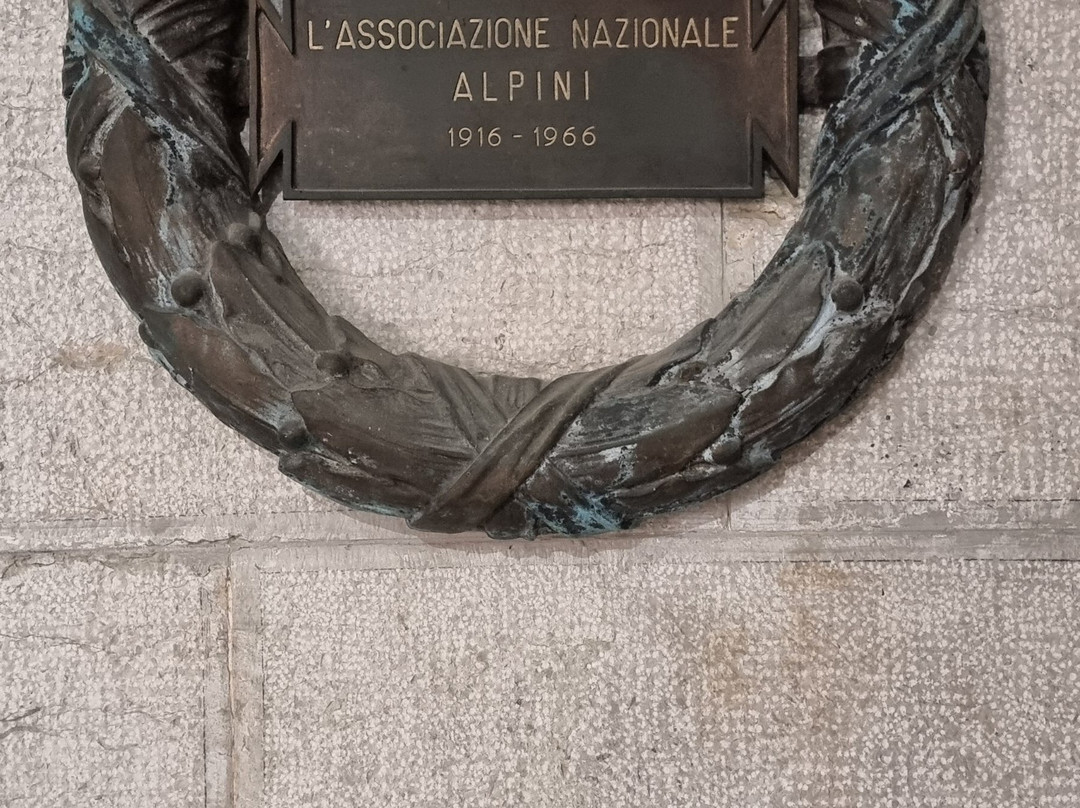 L'ASSOCIAZIONE NAZIONALE
ALPINI
1916 - 1966